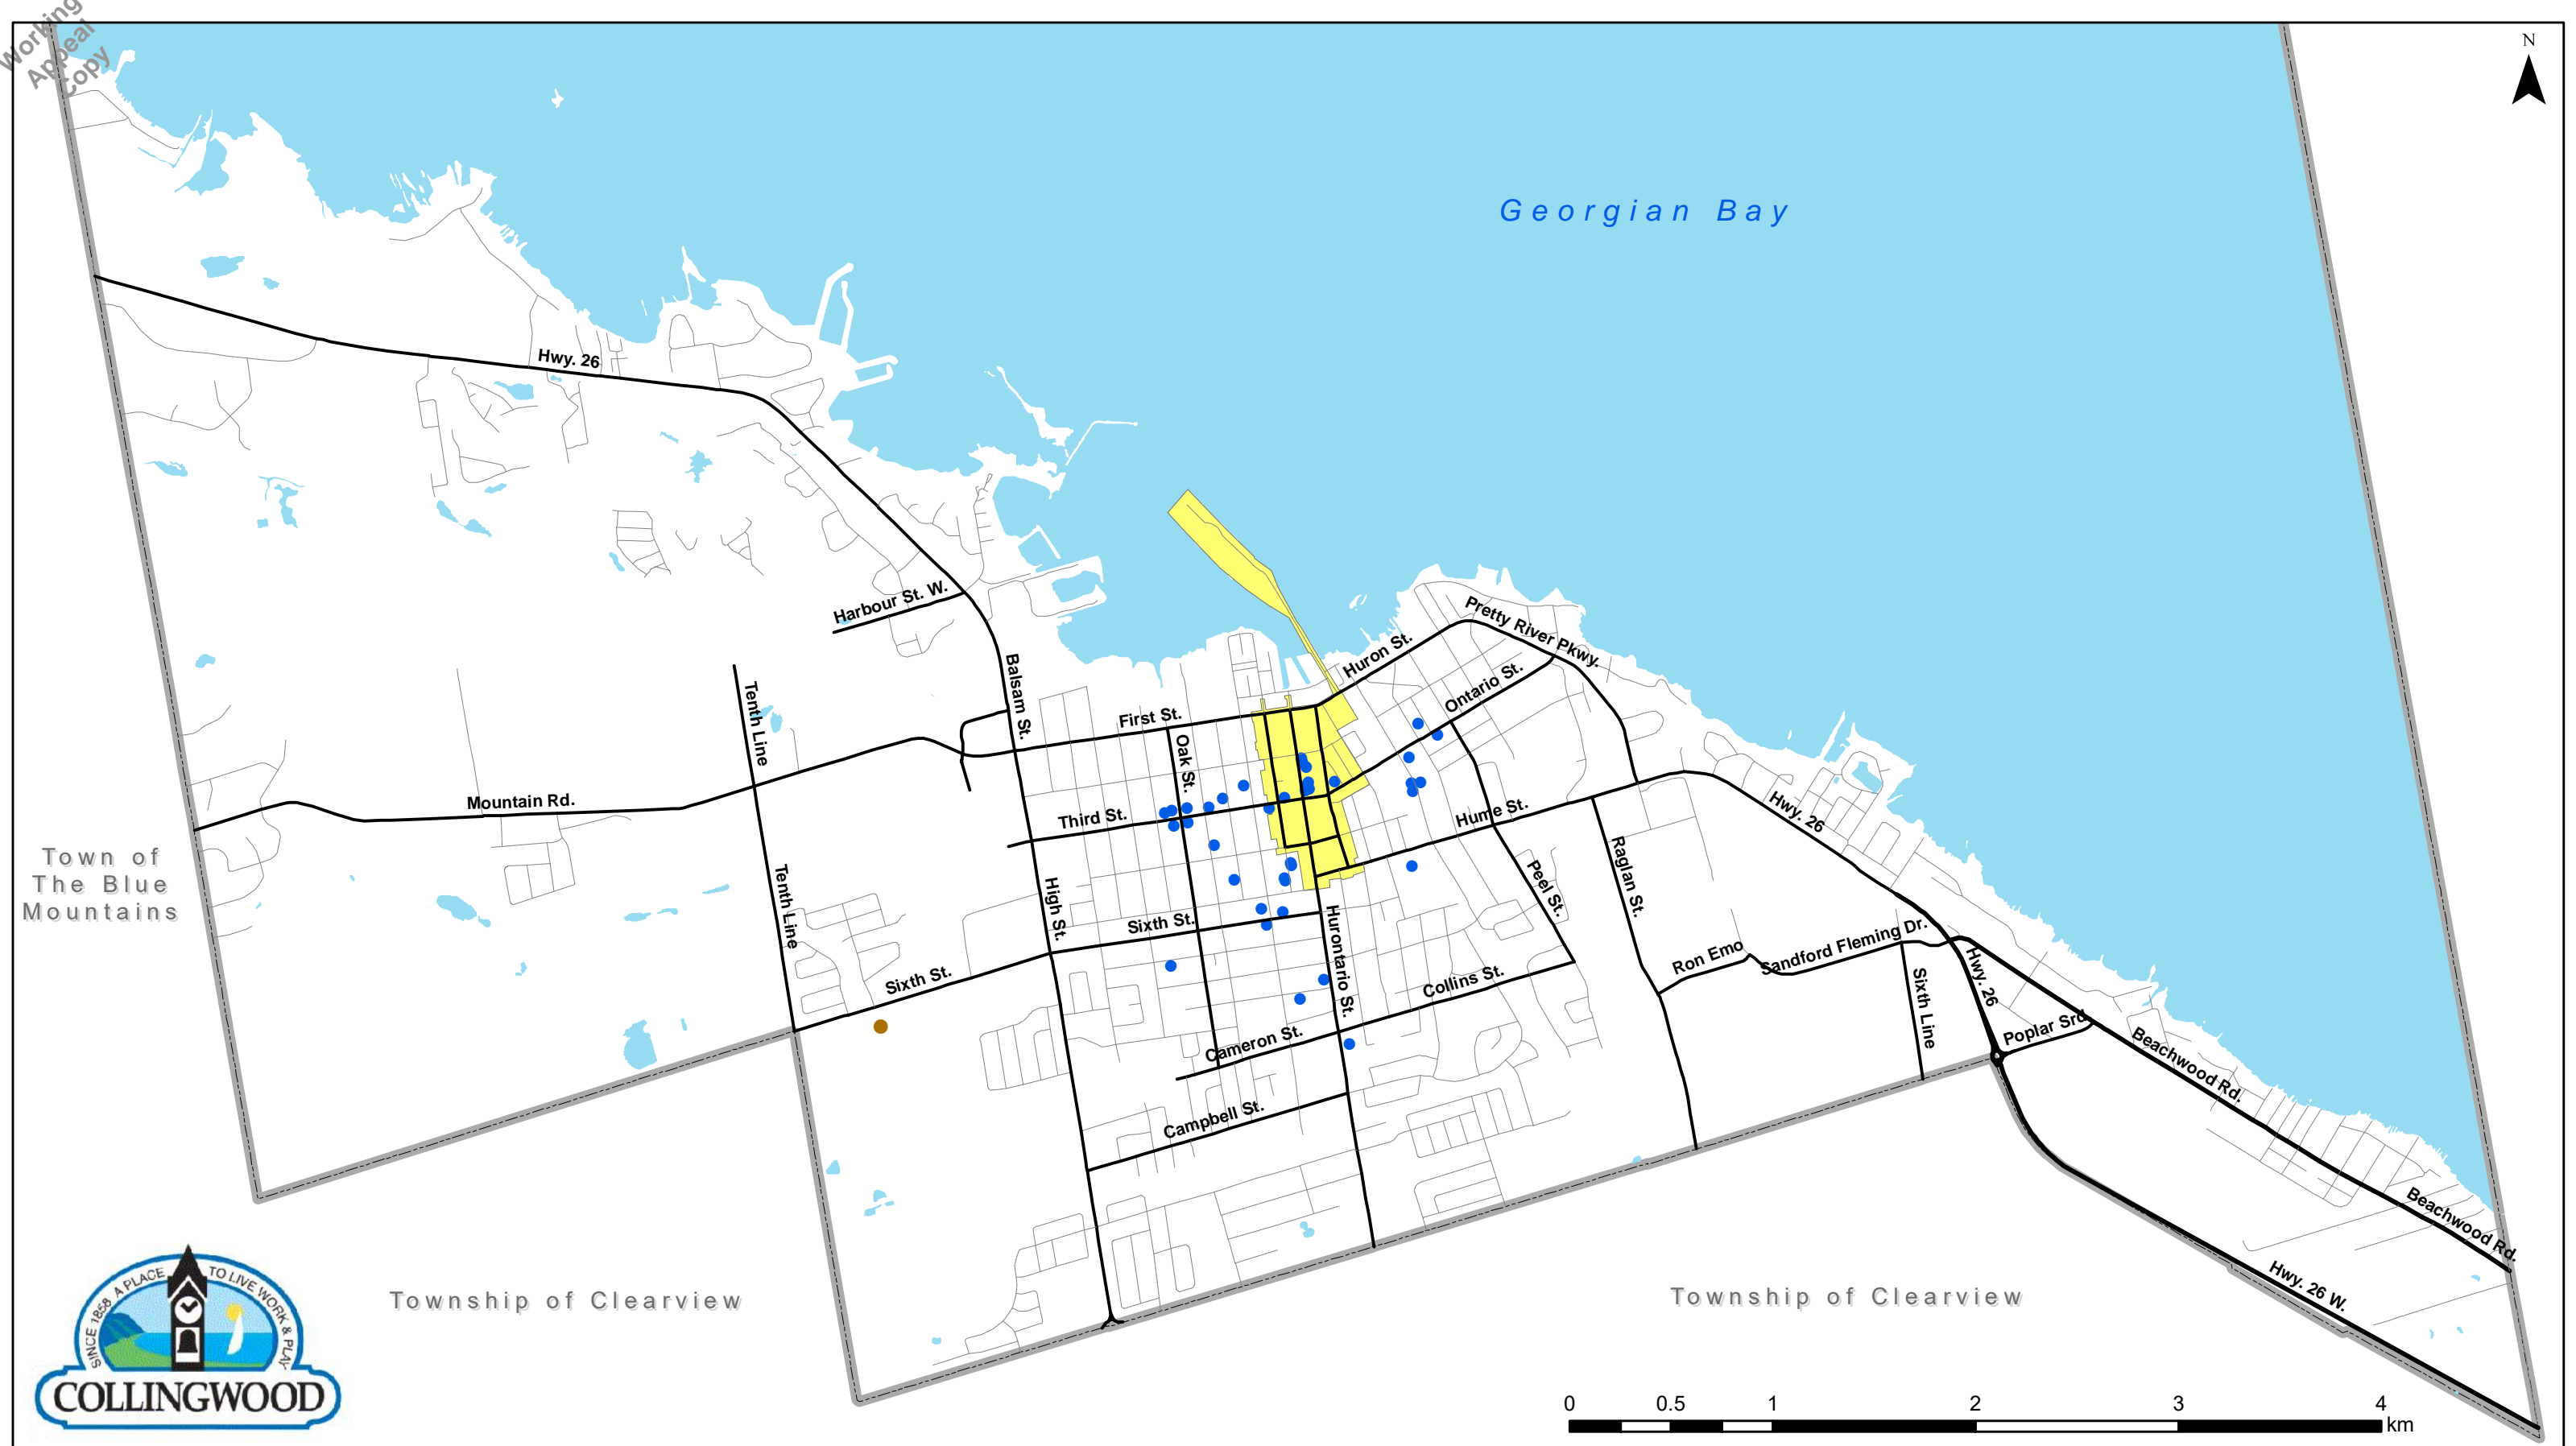 Working
Appeal
Copy
N
Georgian Bay
Hwy. 26
Harbour St. W.
Pretty River Pkwy.
Huron St.
Balsam St.
Ontario St.
Tenth Line
First St.
Oak St.
Mountain Rd.
Third St.
Hume St.
Hwy. 26
Town of
The Blue
Mountains
Tenth Line
High St.
Raglan St.
Peel St.
Sixth St.
Hurontario St.
Sandford Fleming Dr.
Ron Emo
Sixth St.
Collins St.
Hwy. 26
Sixth Line
Cameron St.
Poplar Srd
Beachwood Rd.
Campbell St.
Beachwood Rd.
Hwy. 26 W.
Township of Clearview
Township of Clearview
SINCE 1858 A PLACE TO LIVE WORK & PLAY
COLLINGWOOD
0 0.5 1 2 3 4
km